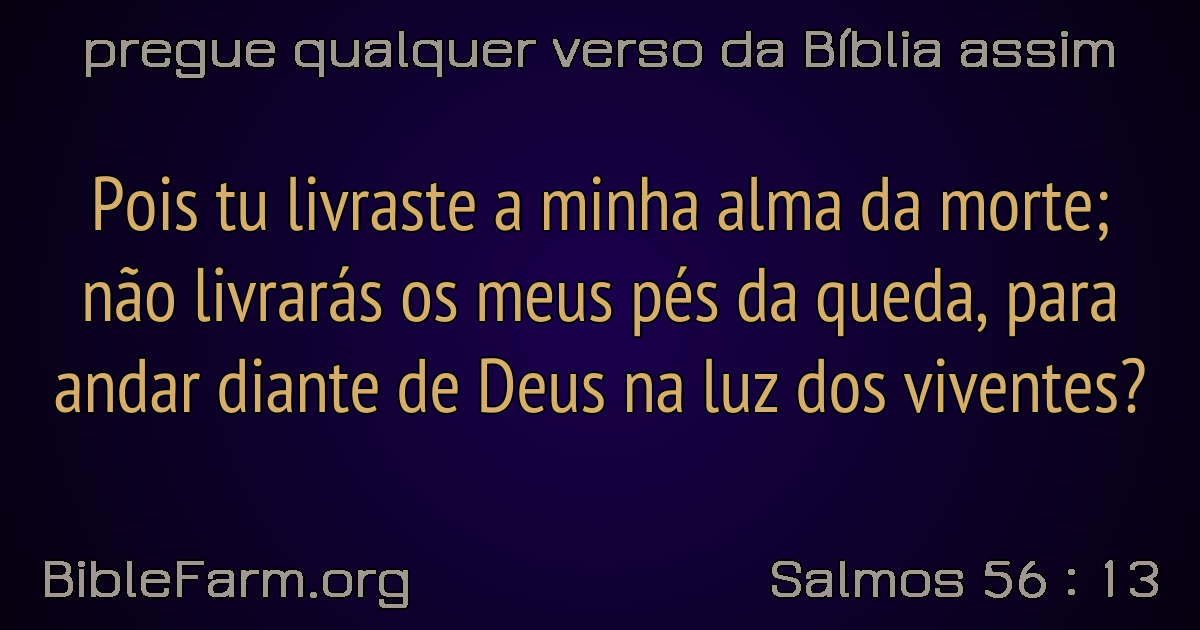 pregue qualquer verso da Bíblia assim
Pois tu livraste a minha alma da morte;
não livrarás os meus pés da queda, para
andar diante de Deus na luz dos viventes?
BibleFarm.org
Salmos 56 : 13